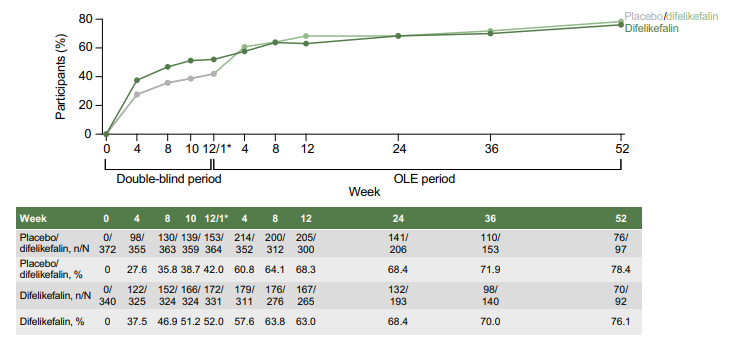 Placebo/difelikefalin
Difelikefalin
80
60
40
20
0
Participants (%)
0 4 8 10 12/1* 4 8 12 24 36 52
Double-blind period OLE period
Week
Week 0 4 8 10 12/1* 4 8 12 24 36 52
Placebo/ 0/ 98/ 130/ 139/ 153/ 214/ 200/ 205/ 141/ 110/ 76/
difelikefalin, n/N 372 355 363 359 364 352 312 300 206 153 97
Placebo/
difelikefalin, % 0 27.6 35.8 38.7 42.0 60.8 64.1 68.3 68.4 71.9 78.4
Difelikefalin, n/N 0/ 122/ 152/ 166/ 172/ 179/ 176/ 167/ 132/ 98/ 70/
340 325 324 324 331 311 276 265 193 140 92
Difelikefalin, % 0 37.5 46.9 51.2 52.0 57.6 63.8 63.0 68.4 70.0 76.1